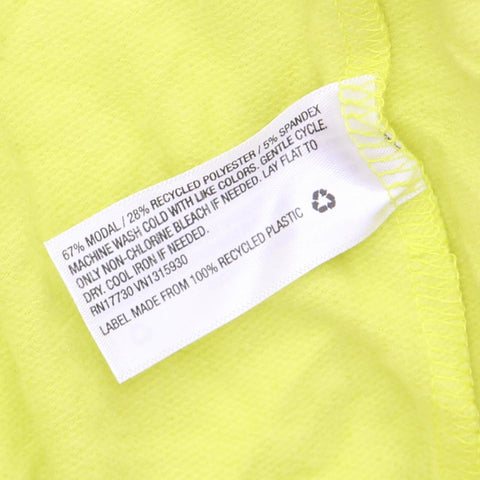 67% MODAL / 28% RECYCLED POLYESTER / 5% SPANDEX
MACHINE WASH COLD WITH LIKE COLORS. GENTLE CYCLE.
ONLY NON-CHLORINE BLEACH IF NEEDED. LAY FLAT TO
DRY. COOL IRON IF NEEDED.
RN17730 VN1315930
LABEL MADE FROM 100% RECYCLED PLASTIC